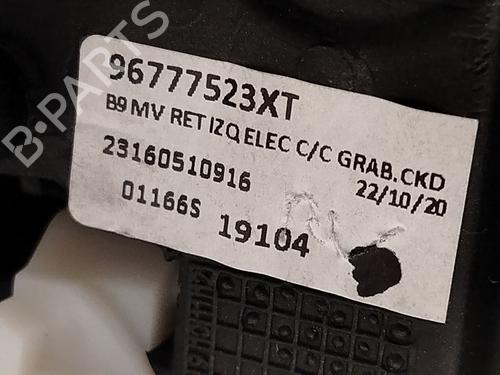 96777523XT
B9 MV RET IZQ ELEC C/C GRAB. CKD
23160510916
22/10/20
01166S
19104
B-PARTS